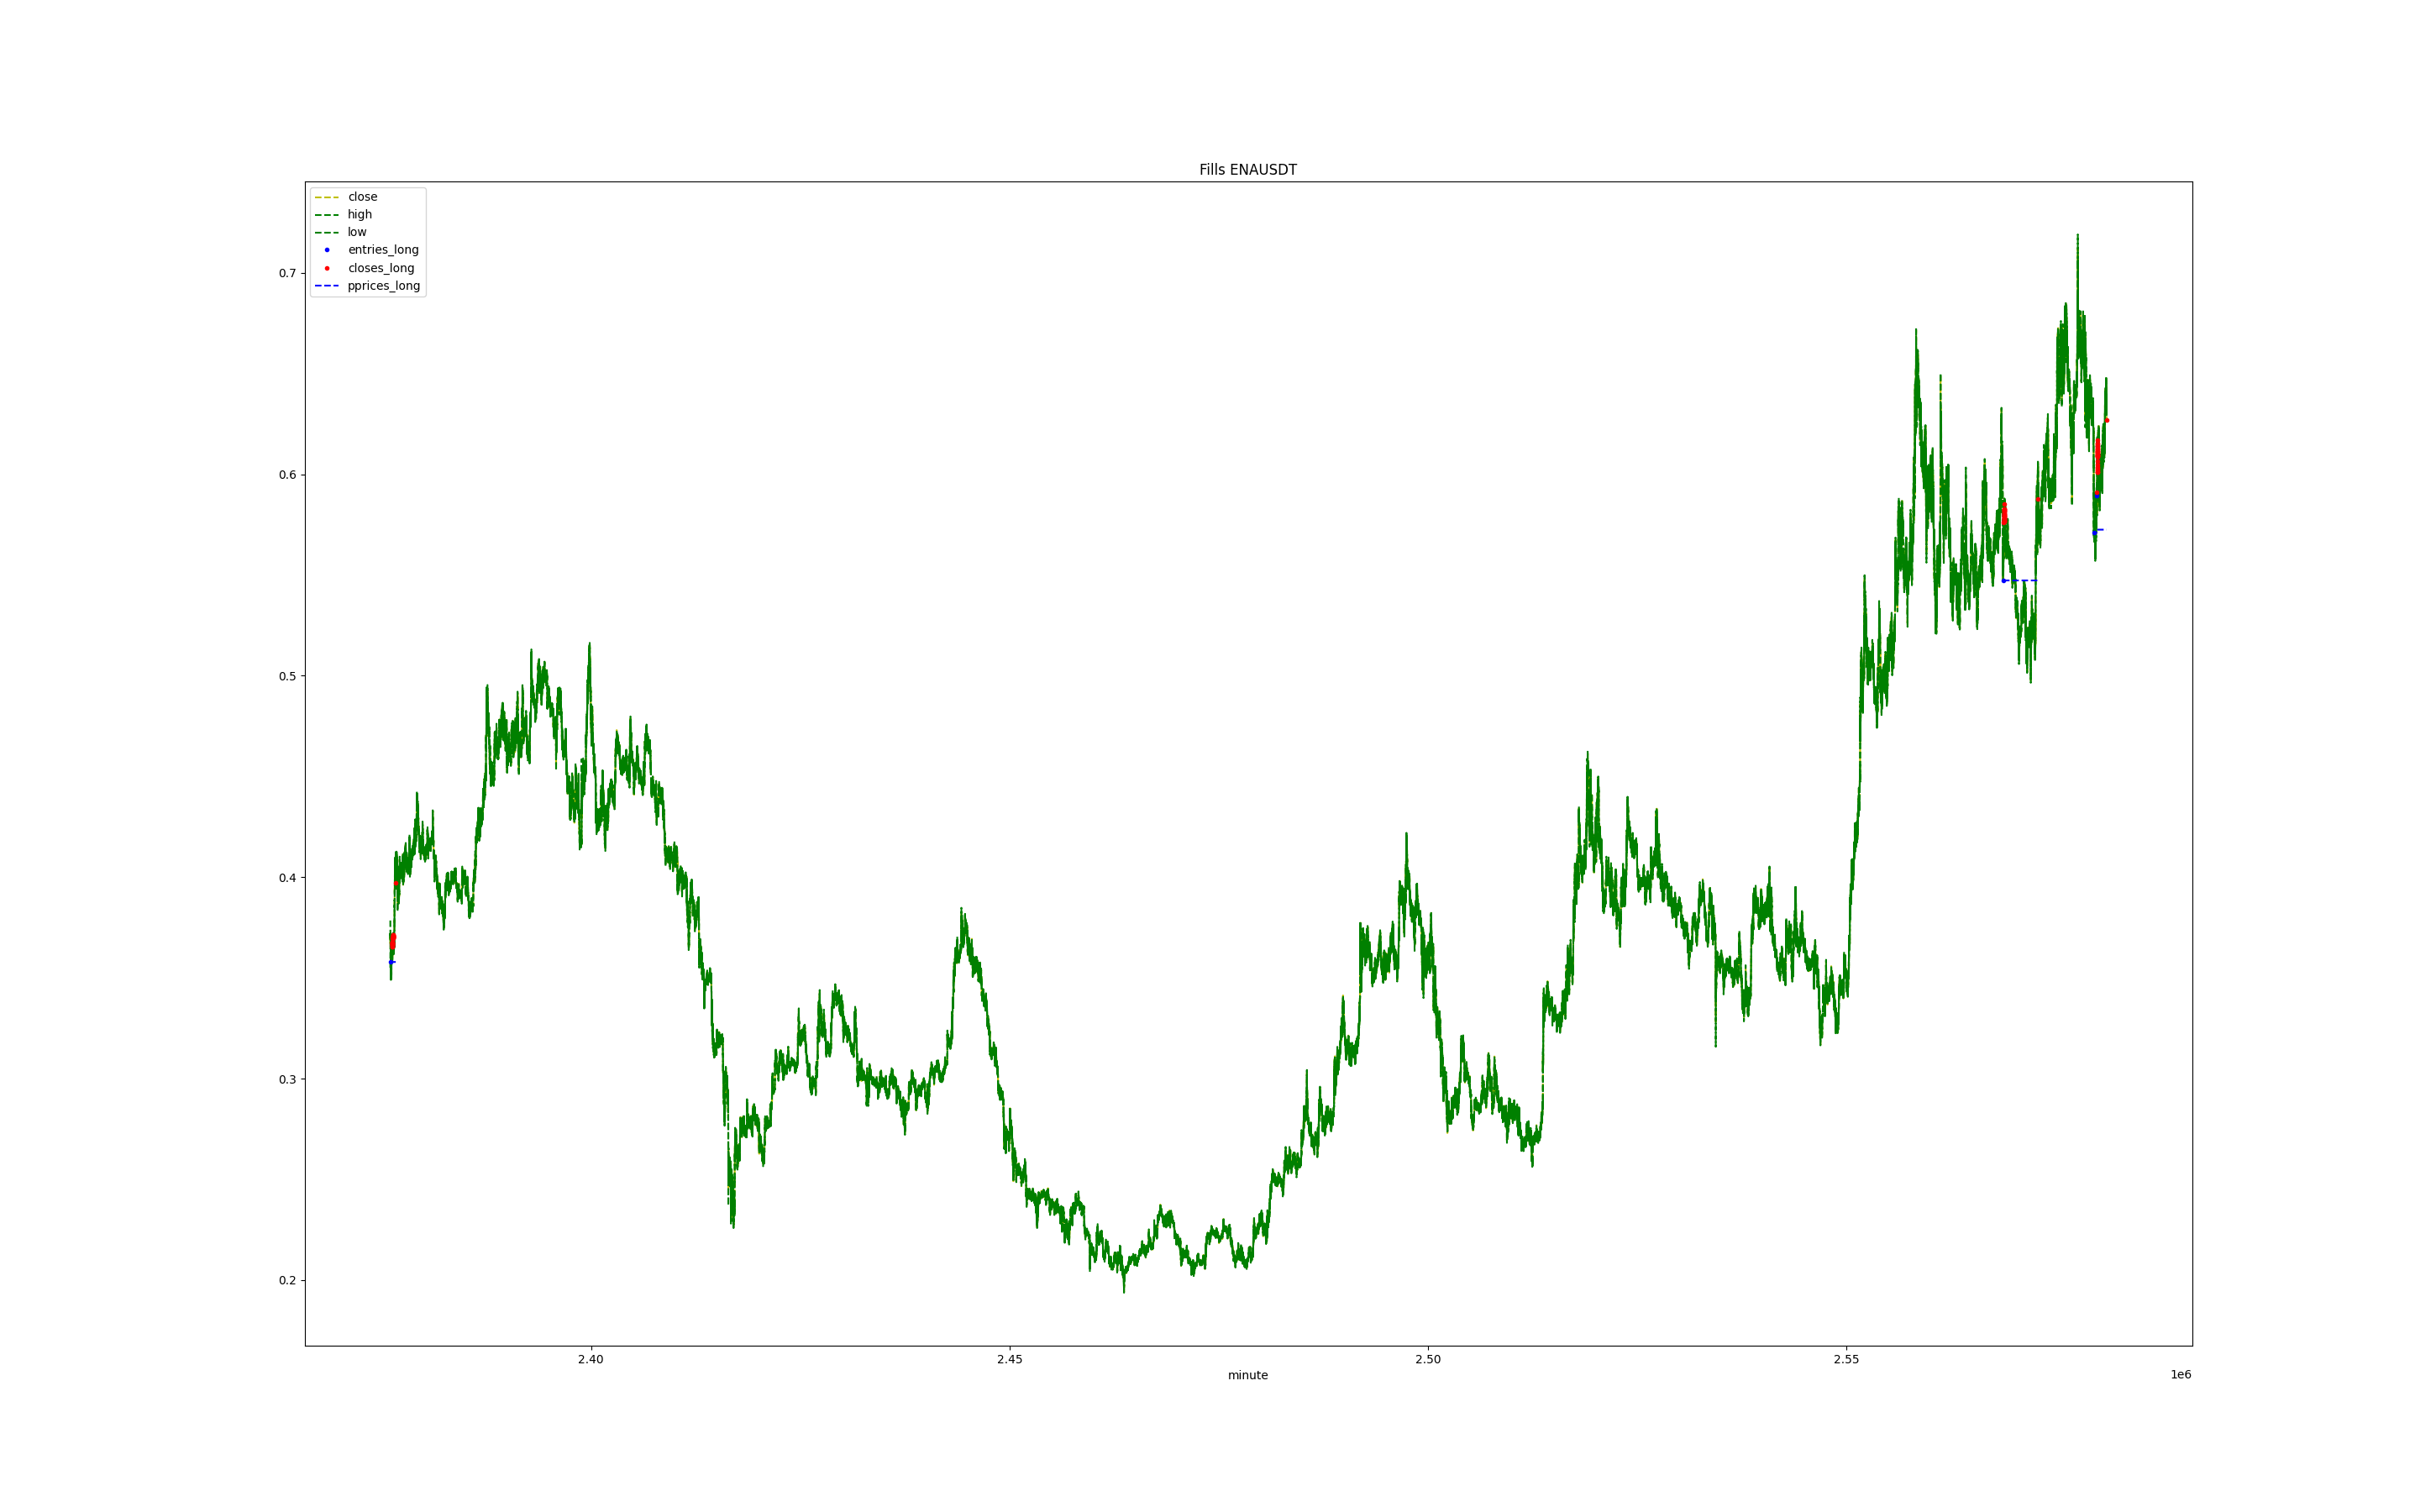 Fills ENAUSDT
close
high
low
entries_long
closes_long
pprices_long
0.7
0.6
0.5
0.4
0.3
0.2
2.40 2.45 2.50 2.55
minute
1e6